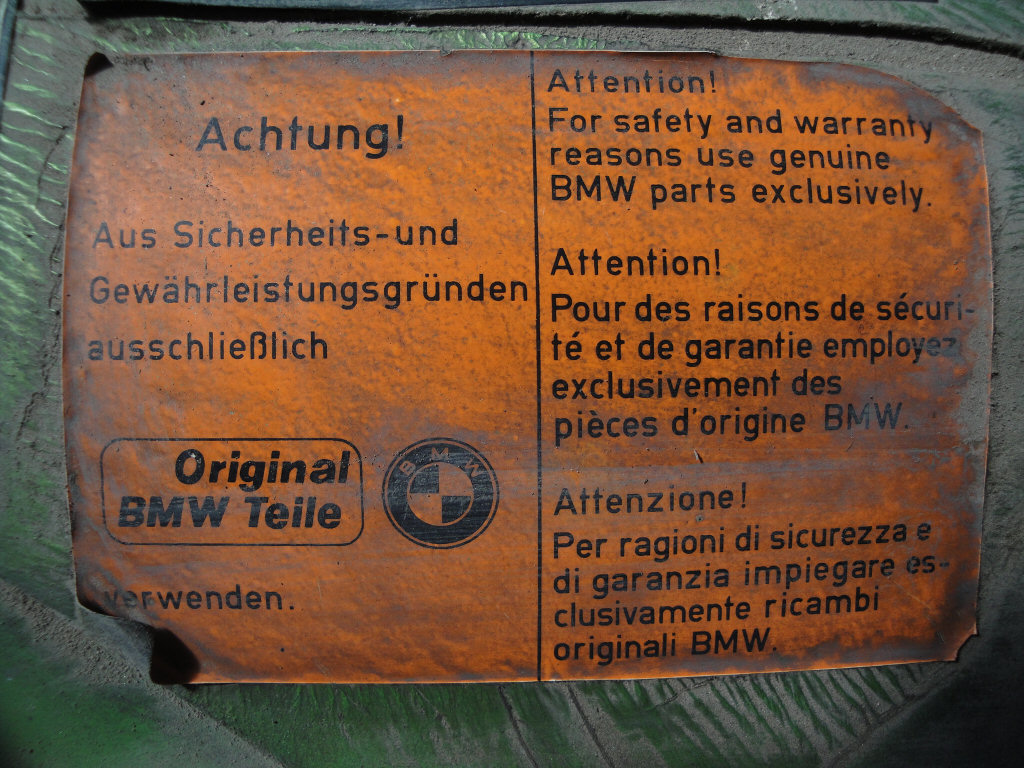 Achtung!
Aus Sicherheits-und
Gewährleistungsgründen
ausschließlich
Original
BMW Teile
BMW
verwenden.
Attention!
For safety and warranty
reasons use genuine
BMW parts exclusively.
Attention!
Pour des raisons de sécuri-
té et de garantie employez
exclusivement des
pièces d'origine BMW.
Attenzione!
Per ragioni di sicurezza e
di garanzia impiegare es-
clusivamente ricambi
originali BMW.